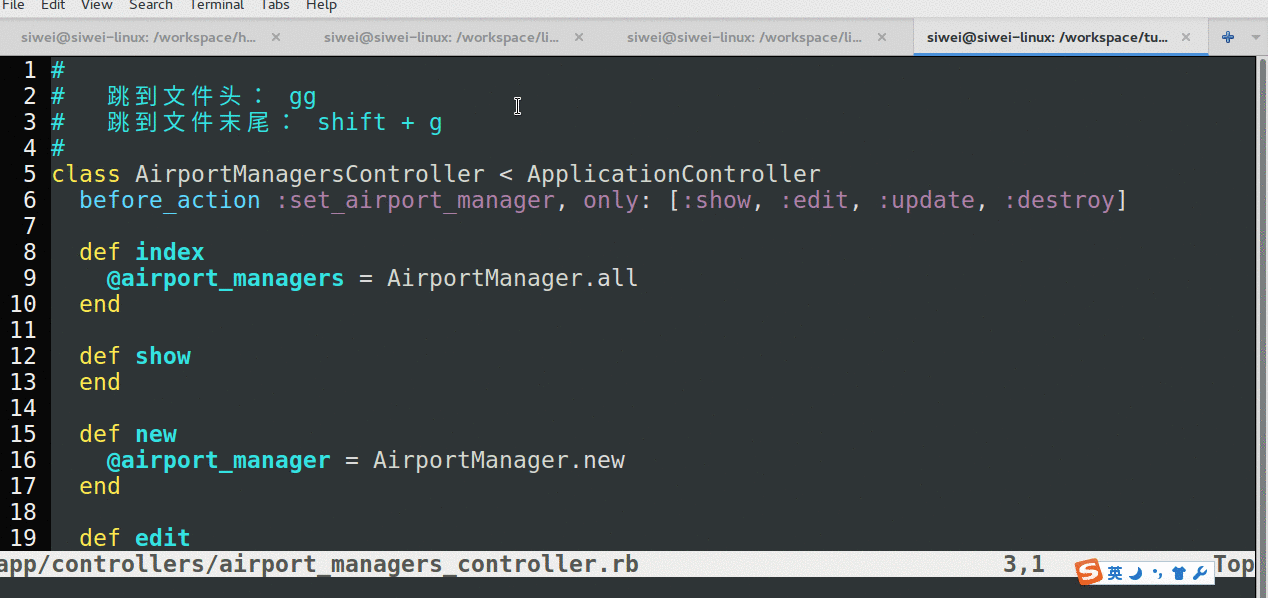 File Edit View Search Terminal Tabs Help
siwei@siwei-linux: /workspace/h... × siwei@siwei-linux: /workspace/li... × siwei@siwei-linux: /workspace/li... × siwei@siwei-linux: /workspace/tu... ×
1 #
2 # 跳到文件头： gg
3 # 跳到文件末尾： shift + g
4 #
5 class AirportManagersController < ApplicationController
6 before_action :set_airport_manager, only: [:show, :edit, :update, :destroy]
7
8 def index
9 @airport_managers = AirportManager.all
10 end
11
12 def show
13 end
14
15 def new
16 @airport_manager = AirportManager.new
17 end
18
19 def edit
app/controllers/airport_managers_controller.rb 3,1 Top
S 英